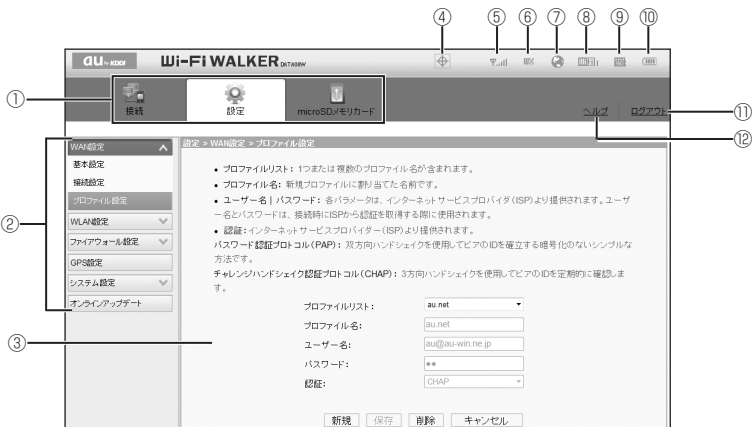 ④ ⑤ ⑥ ⑦ ⑧ ⑨ ⑩
au by KDDI Wi-Fi WALKER DATA08W
①
接続 設定 microSDメモリカード
ヘルプ ログアウト
⑪
⑫
②
WAN設定
基本設定
接続設定
プロファイル設定
WLAN設定
ファイアウォール設定
GPS設定
システム設定
オンラインアップデート
設定 > WAN設定 > プロファイル設定
• プロファイルリスト: 1つまたは複数のプロファイル名が含まれます。
• プロファイル名: 新規プロファイルに割り当てた名前です。
• ユーザー名 | パスワード: 各パラメータは、インターネットサービスプロバイダ(ISP)より提供されます。ユーザ
ー名とパスワードは、接続時にISPから認証を取得する際に使用されます。
• 認証:インターネットサービスプロバイダー(ISP)より提供されます。
パスワード認証プロトコル(PAP): 双方向ハンドシェイクを使用してピアのIDを確立する暗号化のないシンプルな
方法です。
チャレンジハンドシェイク認証プロトコル(CHAP): 3方向ハンドシェイクを使用してピアのIDを定期的に確認しま
す。
③
プロファイルリスト: au.net
プロファイル名: au.net
ユーザー名: au@au-win.ne.jp
パスワード: ●●
認証: CHAP
新規 保存 削除 キャンセル